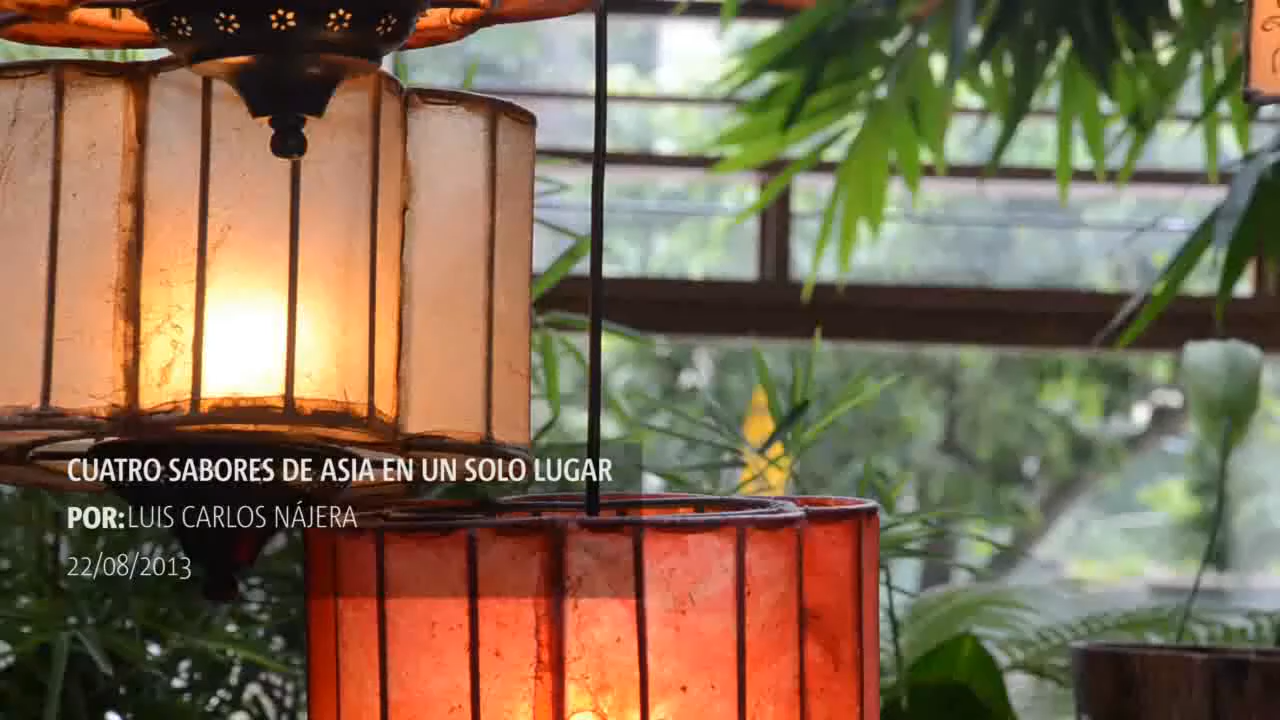 CUATRO SABORES DE ASIA EN UN SOLO LUGAR
POR: LUIS CARLOS NÁJERA
22/08/2013